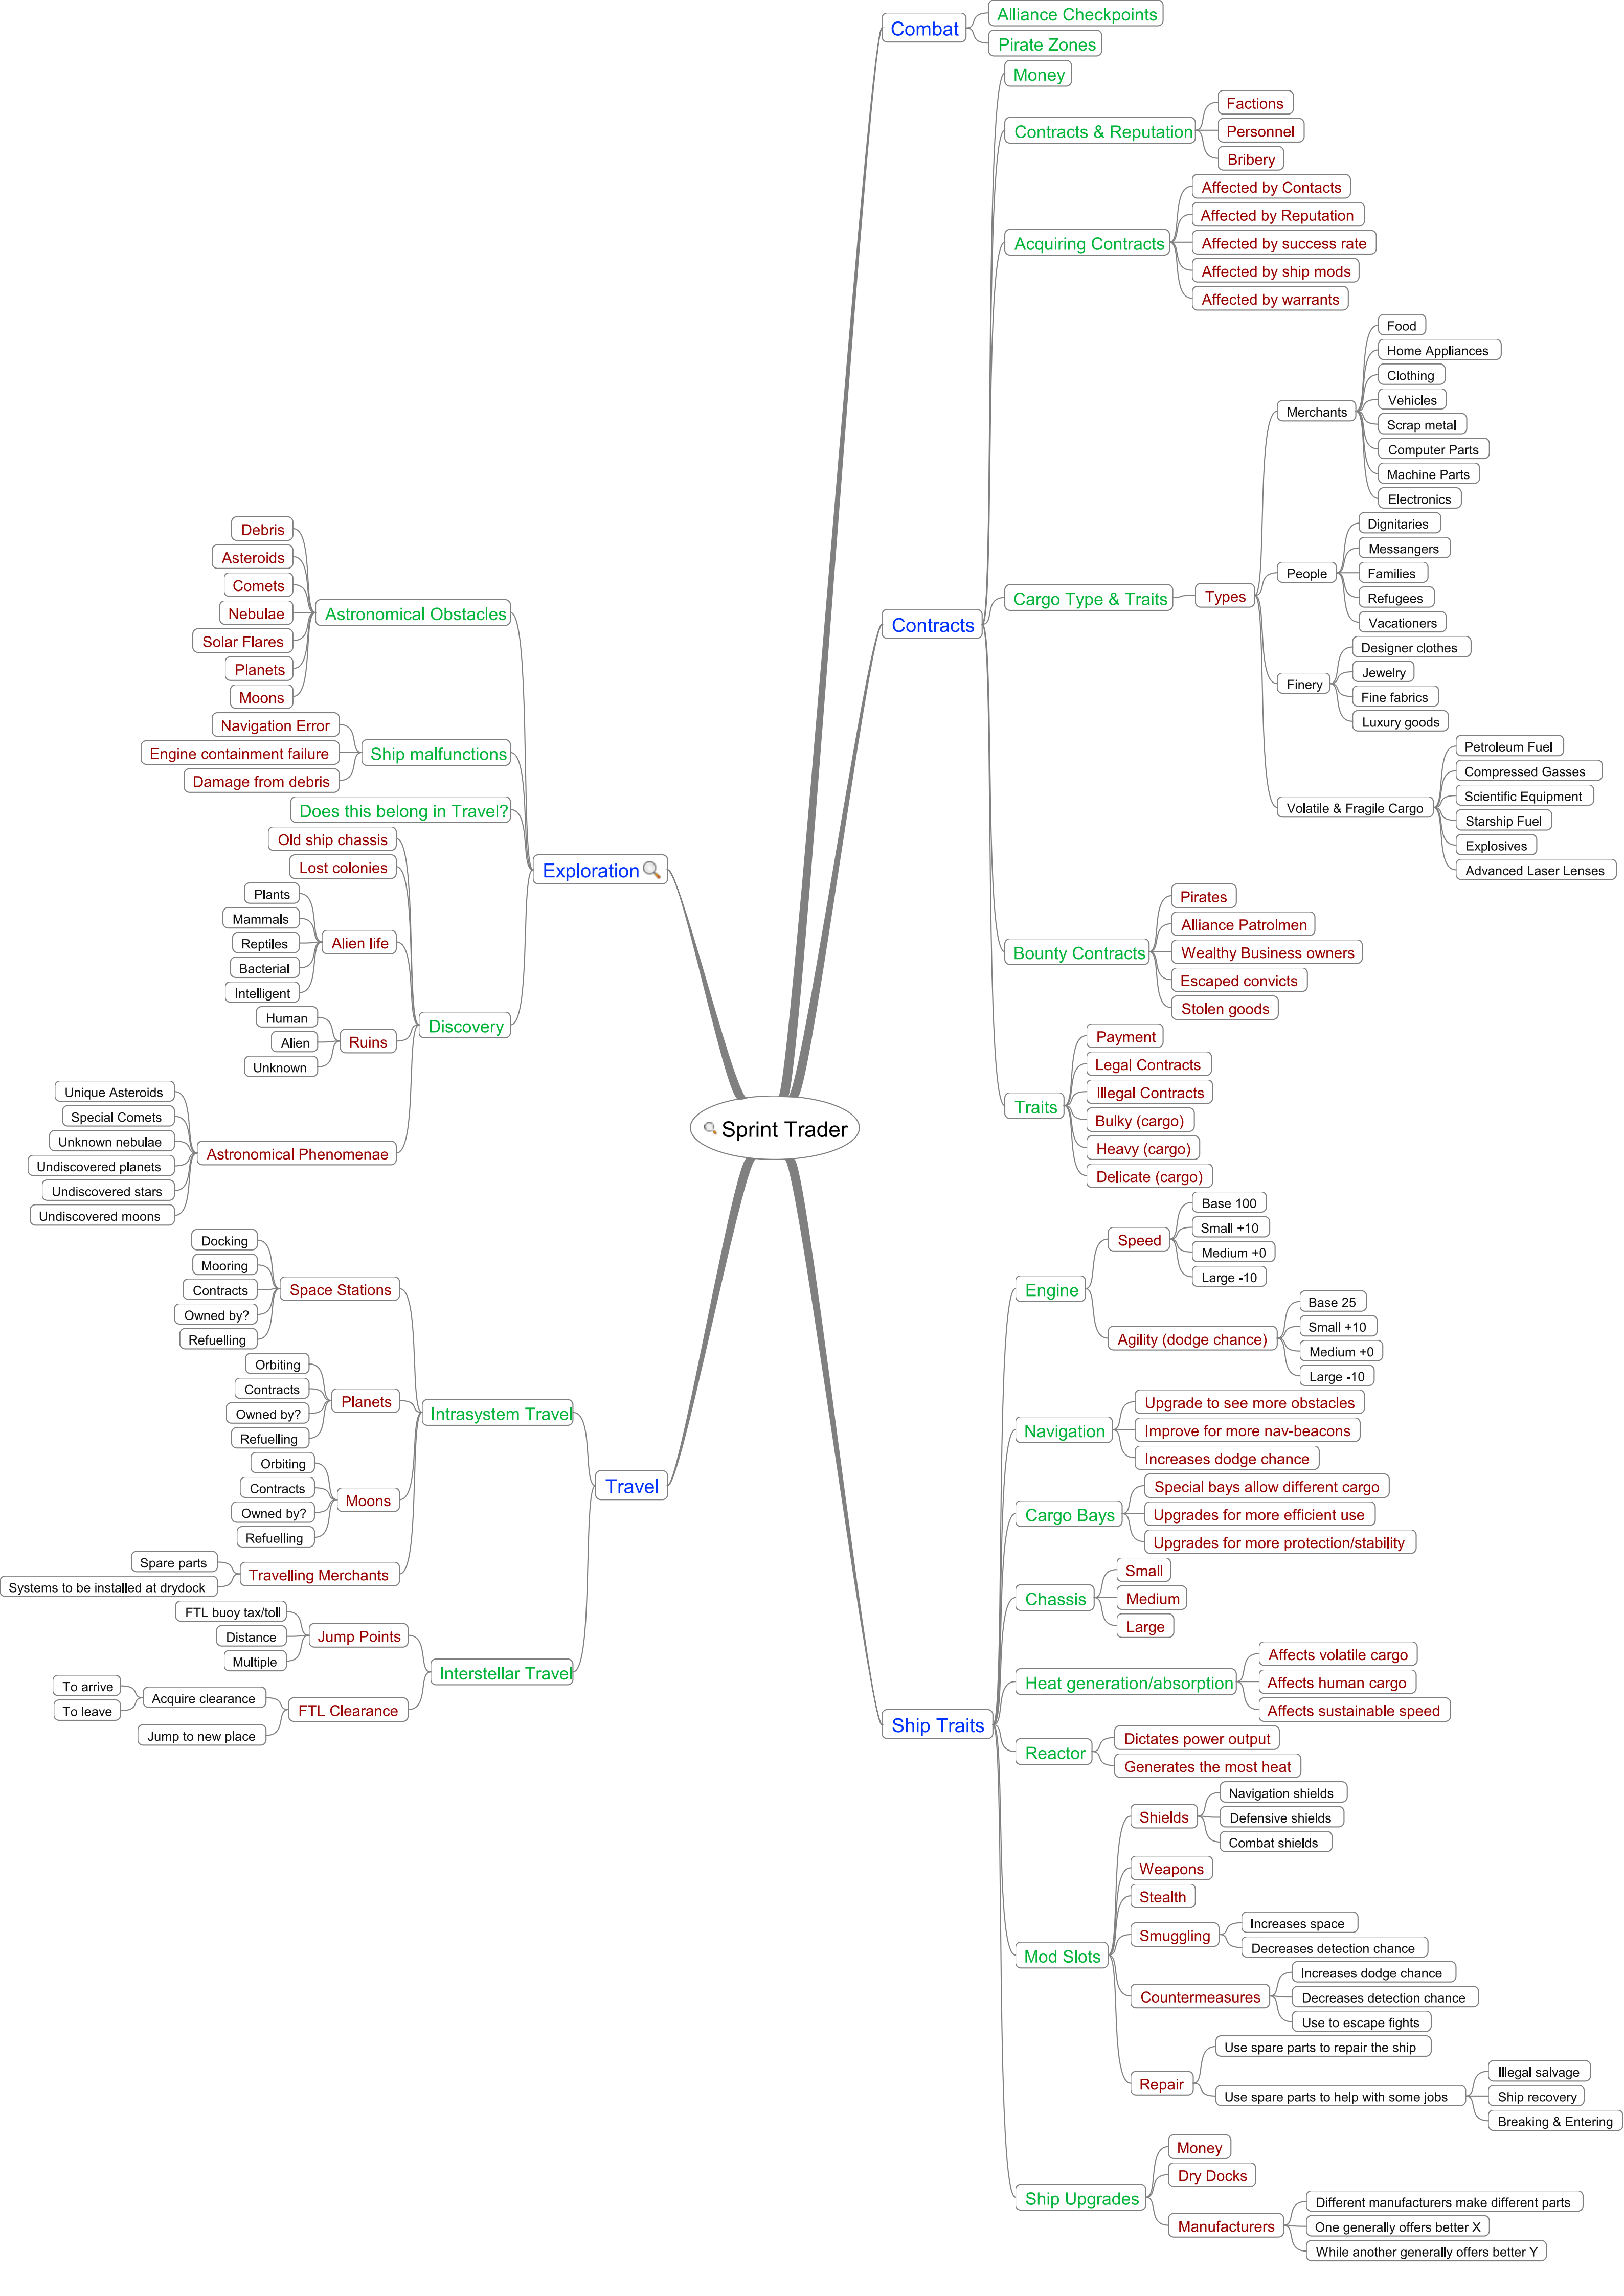 Sprint Trader
Combat
Alliance Checkpoints
Pirate Zones
Contracts
Money
Contracts & Reputation
Factions
Personnel
Bribery
Acquiring Contracts
Affected by Contacts
Affected by Reputation
Affected by success rate
Affected by ship mods
Affected by warrants
Cargo Type & Traits
Types
Merchants
Food
Home Appliances
Clothing
Vehicles
Scrap metal
Computer Parts
Machine Parts
Electronics
People
Dignitaries
Messangers
Families
Refugees
Vacationers
Finery
Designer clothes
Jewelry
Fine fabrics
Luxury goods
Volatile & Fragile Cargo
Petroleum Fuel
Compressed Gasses
Scientific Equipment
Starship Fuel
Explosives
Advanced Laser Lenses
Bounty Contracts
Pirates
Alliance Patrolmen
Wealthy Business owners
Escaped convicts
Stolen goods
Traits
Payment
Legal Contracts
Illegal Contracts
Bulky (cargo)
Heavy (cargo)
Delicate (cargo)
Ship Traits
Engine
Speed
Base 100
Small +10
Medium +0
Large -10
Agility (dodge chance)
Base 25
Small +10
Medium +0
Large -10
Navigation
Upgrade to see more obstacles
Improve for more nav-beacons
Increases dodge chance
Cargo Bays
Special bays allow different cargo
Upgrades for more efficient use
Upgrades for more protection/stability
Chassis
Small
Medium
Large
Heat generation/absorption
Affects volatile cargo
Affects human cargo
Affects sustainable speed
Reactor
Dictates power output
Generates the most heat
Mod Slots
Shields
Navigation shields
Defensive shields
Combat shields
Weapons
Stealth
Smuggling
Increases space
Decreases detection chance
Countermeasures
Increases dodge chance
Decreases detection chance
Use to escape fights
Repair
Use spare parts to repair the ship
Use spare parts to help with some jobs
Illegal salvage
Ship recovery
Breaking & Entering
Ship Upgrades
Money
Dry Docks
Manufacturers
Different manufacturers make different parts
One generally offers better X
While another generally offers better Y
Exploration
Astronomical Obstacles
Debris
Asteroids
Comets
Nebulae
Solar Flares
Planets
Moons
Ship malfunctions
Navigation Error
Engine containment failure
Damage from debris
Does this belong in Travel?
Discovery
Old ship chassis
Lost colonies
Alien life
Plants
Mammals
Reptiles
Bacterial
Intelligent
Ruins
Human
Alien
Unknown
Astronomical Phenomenae
Unique Asteroids
Special Comets
Unknown nebulae
Undiscovered planets
Undiscovered stars
Undiscovered moons
Travel
Intrasystem Travel
Space Stations
Docking
Mooring
Contracts
Owned by?
Refuelling
Planets
Orbiting
Contracts
Owned by?
Refuelling
Moons
Orbiting
Contracts
Owned by?
Refuelling
Travelling Merchants
Spare parts
Systems to be installed at drydock
Interstellar Travel
Jump Points
FTL buoy tax/toll
Distance
Multiple
FTL Clearance
Acquire clearance
To arrive
To leave
Jump to new place